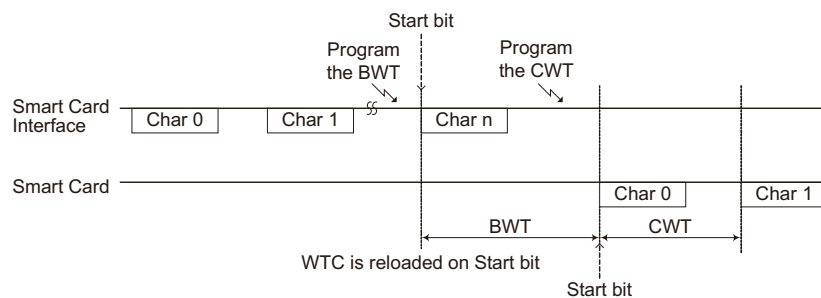 Start bit
Program
the BWT
Program
the CWT
Smart Card
Interface
Char 0
Char 1
Char n
Smart Card
Char 0
Char 1
BWT
CWT
WTC is reloaded on Start bit
Start bit